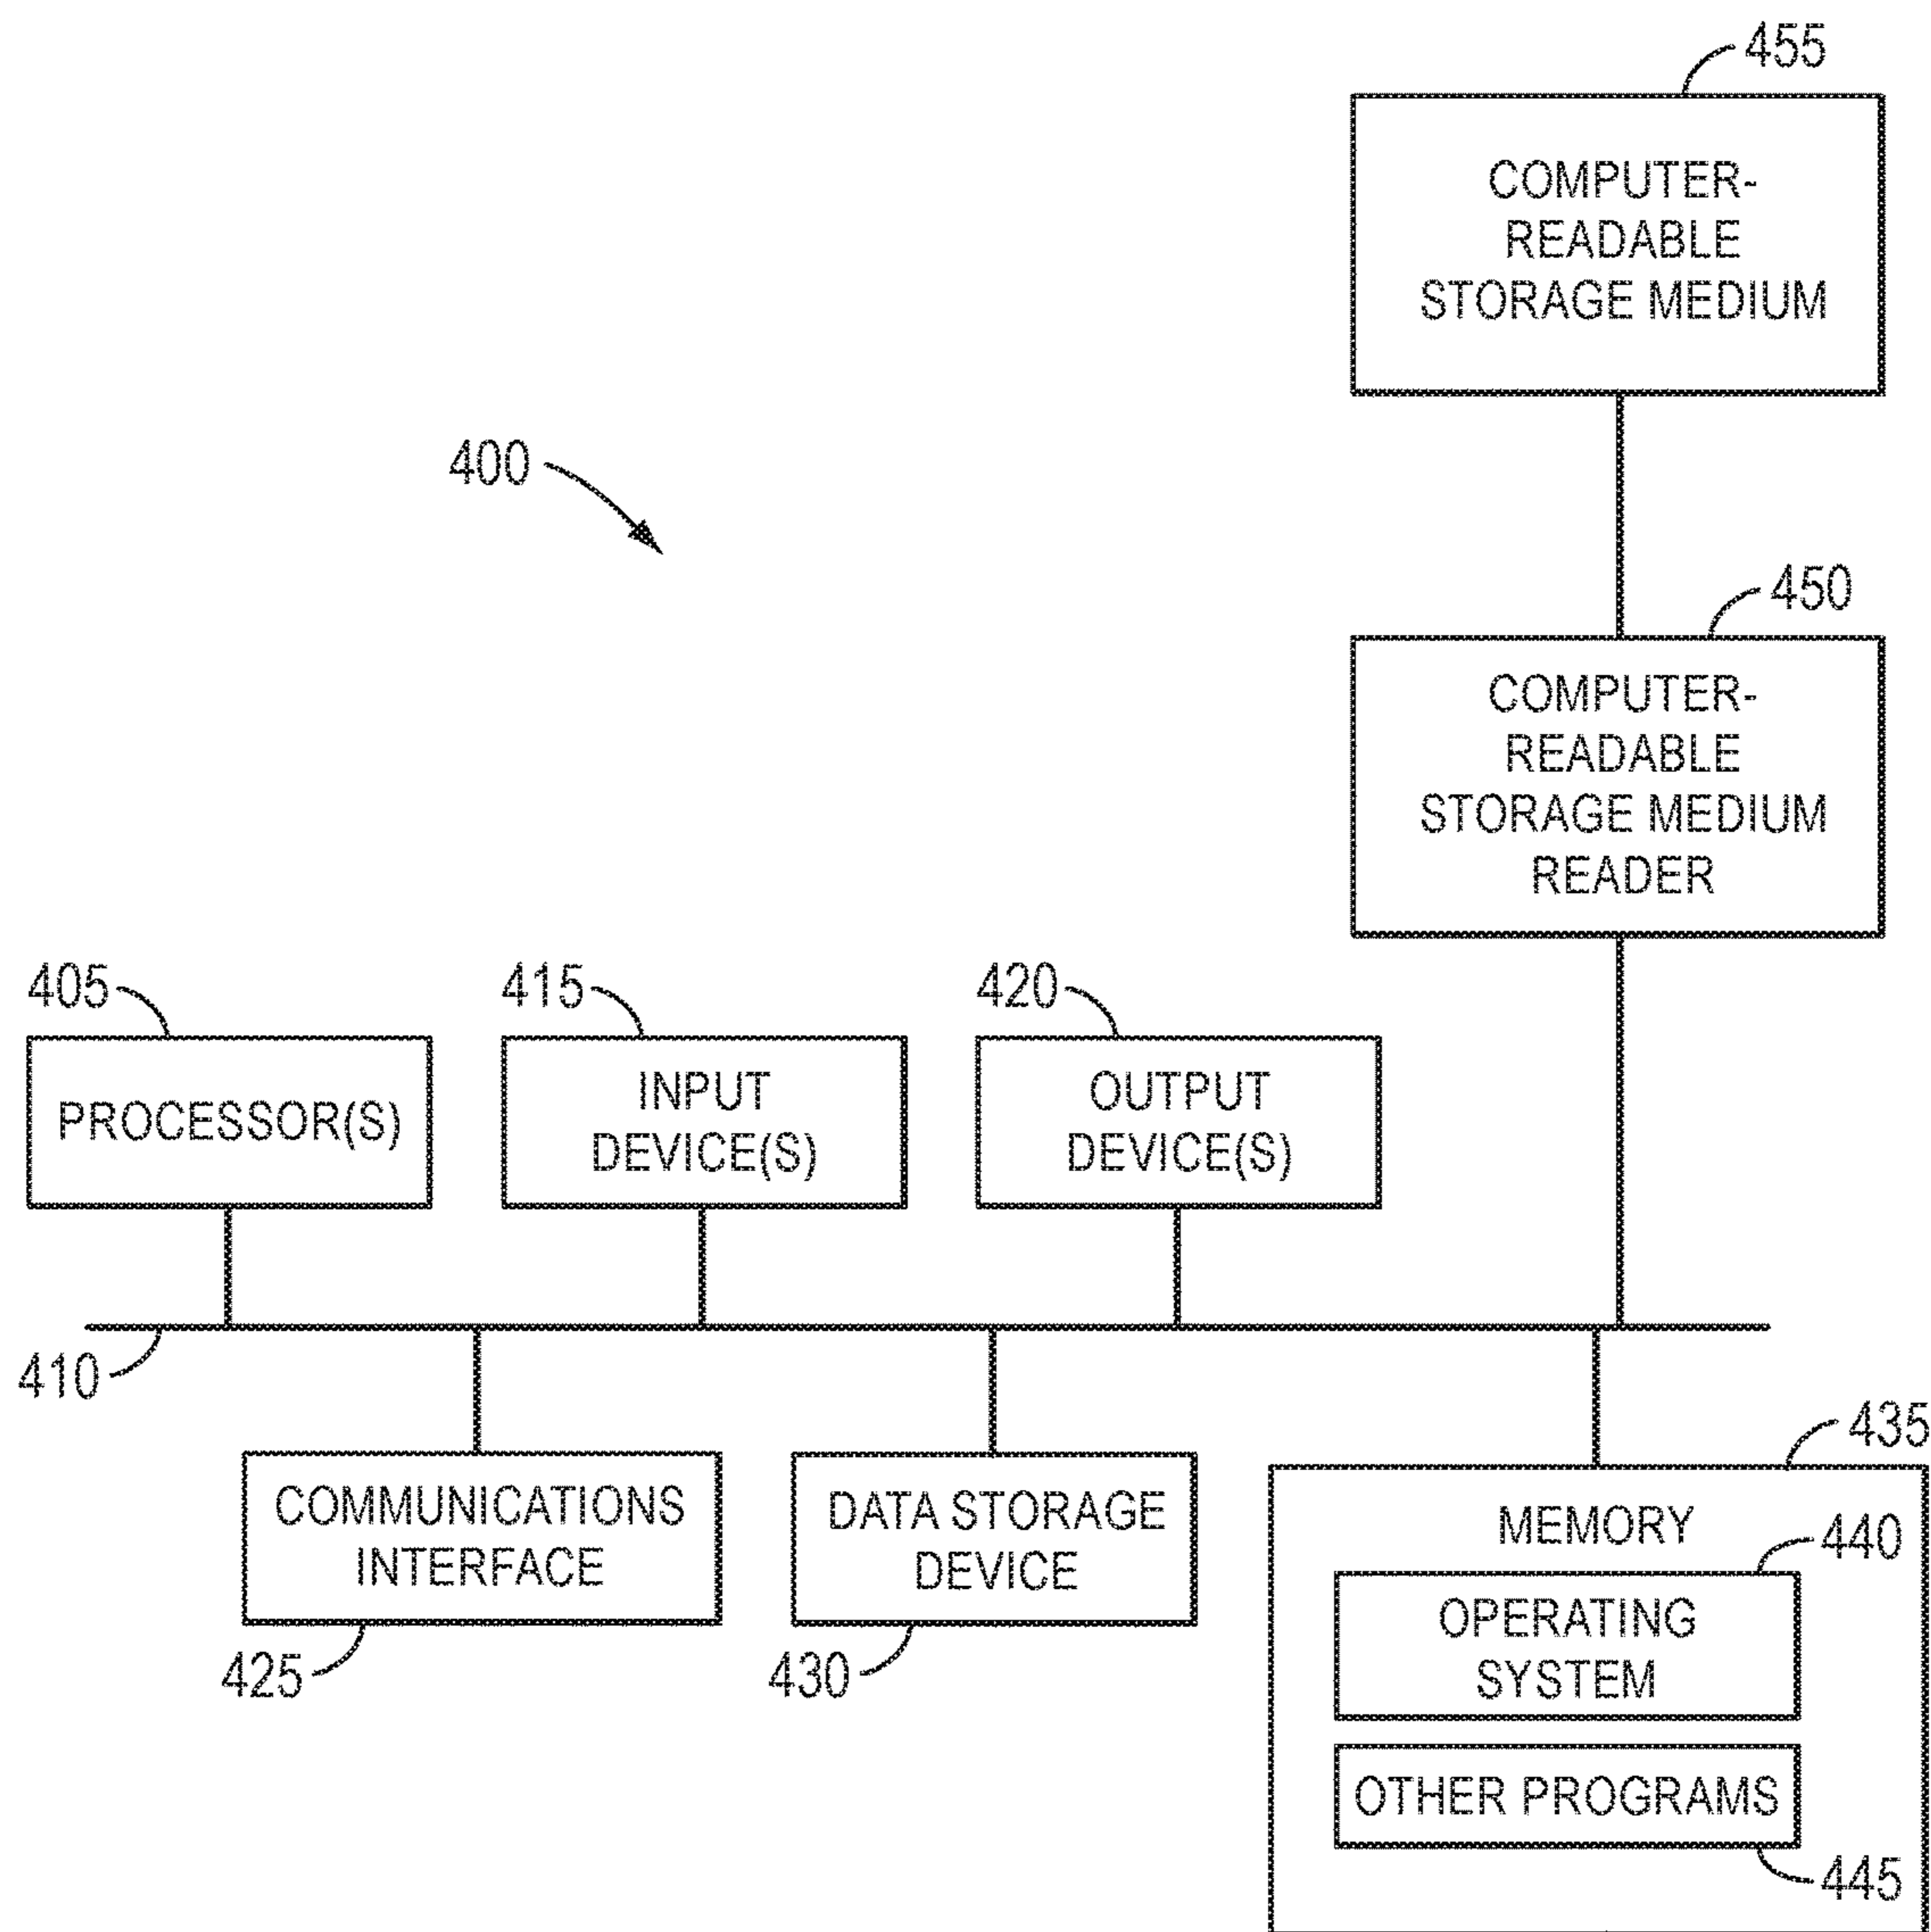 455
COMPUTER-
READABLE
STORAGE MEDIUM
400
450
COMPUTER-
READABLE
STORAGE MEDIUM
READER
405
PROCESSOR(S)
415
INPUT
DEVICE(S)
420
OUTPUT
DEVICE(S)
410
COMMUNICATIONS
INTERFACE
425
DATA STORAGE
DEVICE
430
435
MEMORY
440
OPERATING
SYSTEM
OTHER PROGRAMS
445